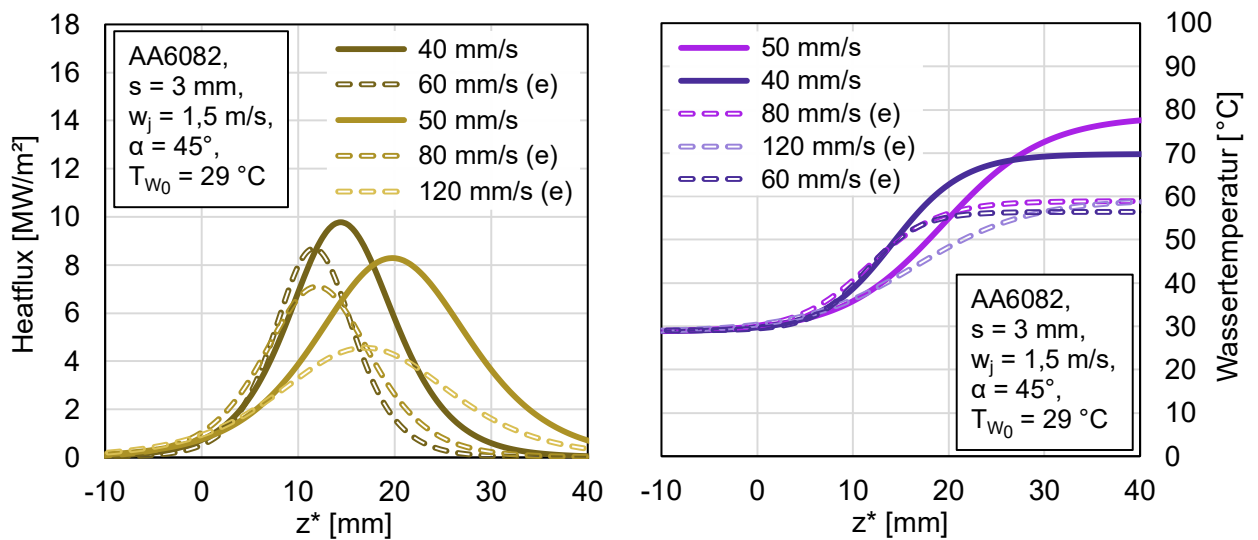 Heatflux [MW/m²]
18
16
14
12
10
8
6
4
2
0
AA6082,
s = 3 mm,
wj = 1,5 m/s,
α = 45°,
TW0 = 29 °C
40 mm/s
60 mm/s (e)
50 mm/s
80 mm/s (e)
120 mm/s (e)
-10 0 10 20 30 40
z* [mm]
50 mm/s
40 mm/s
80 mm/s (e)
120 mm/s (e)
60 mm/s (e)
AA6082,
s = 3 mm,
wj = 1,5 m/s,
α = 45°,
TW0 = 29 °C
100
90
80
70
60
50
40
30
20
10
0
Wassertemperatur [°C]
-10 0 10 20 30 40
z* [mm]